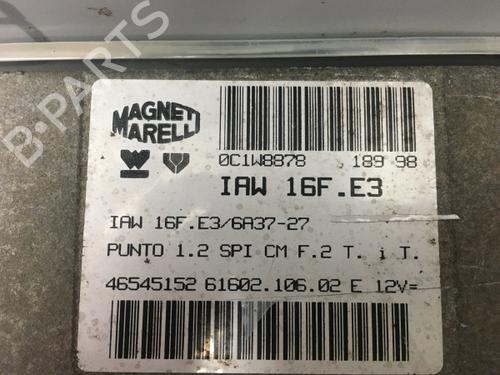 B-PARTS
MAGNETI
MARELLI
0C1W8878 189 98
IAW 16F.E3
IAW 16F.E3/6A37-27
PUNTO 1.2 SPI CM F.2 T. i T.
46545152 61602.106.02 E 12V=